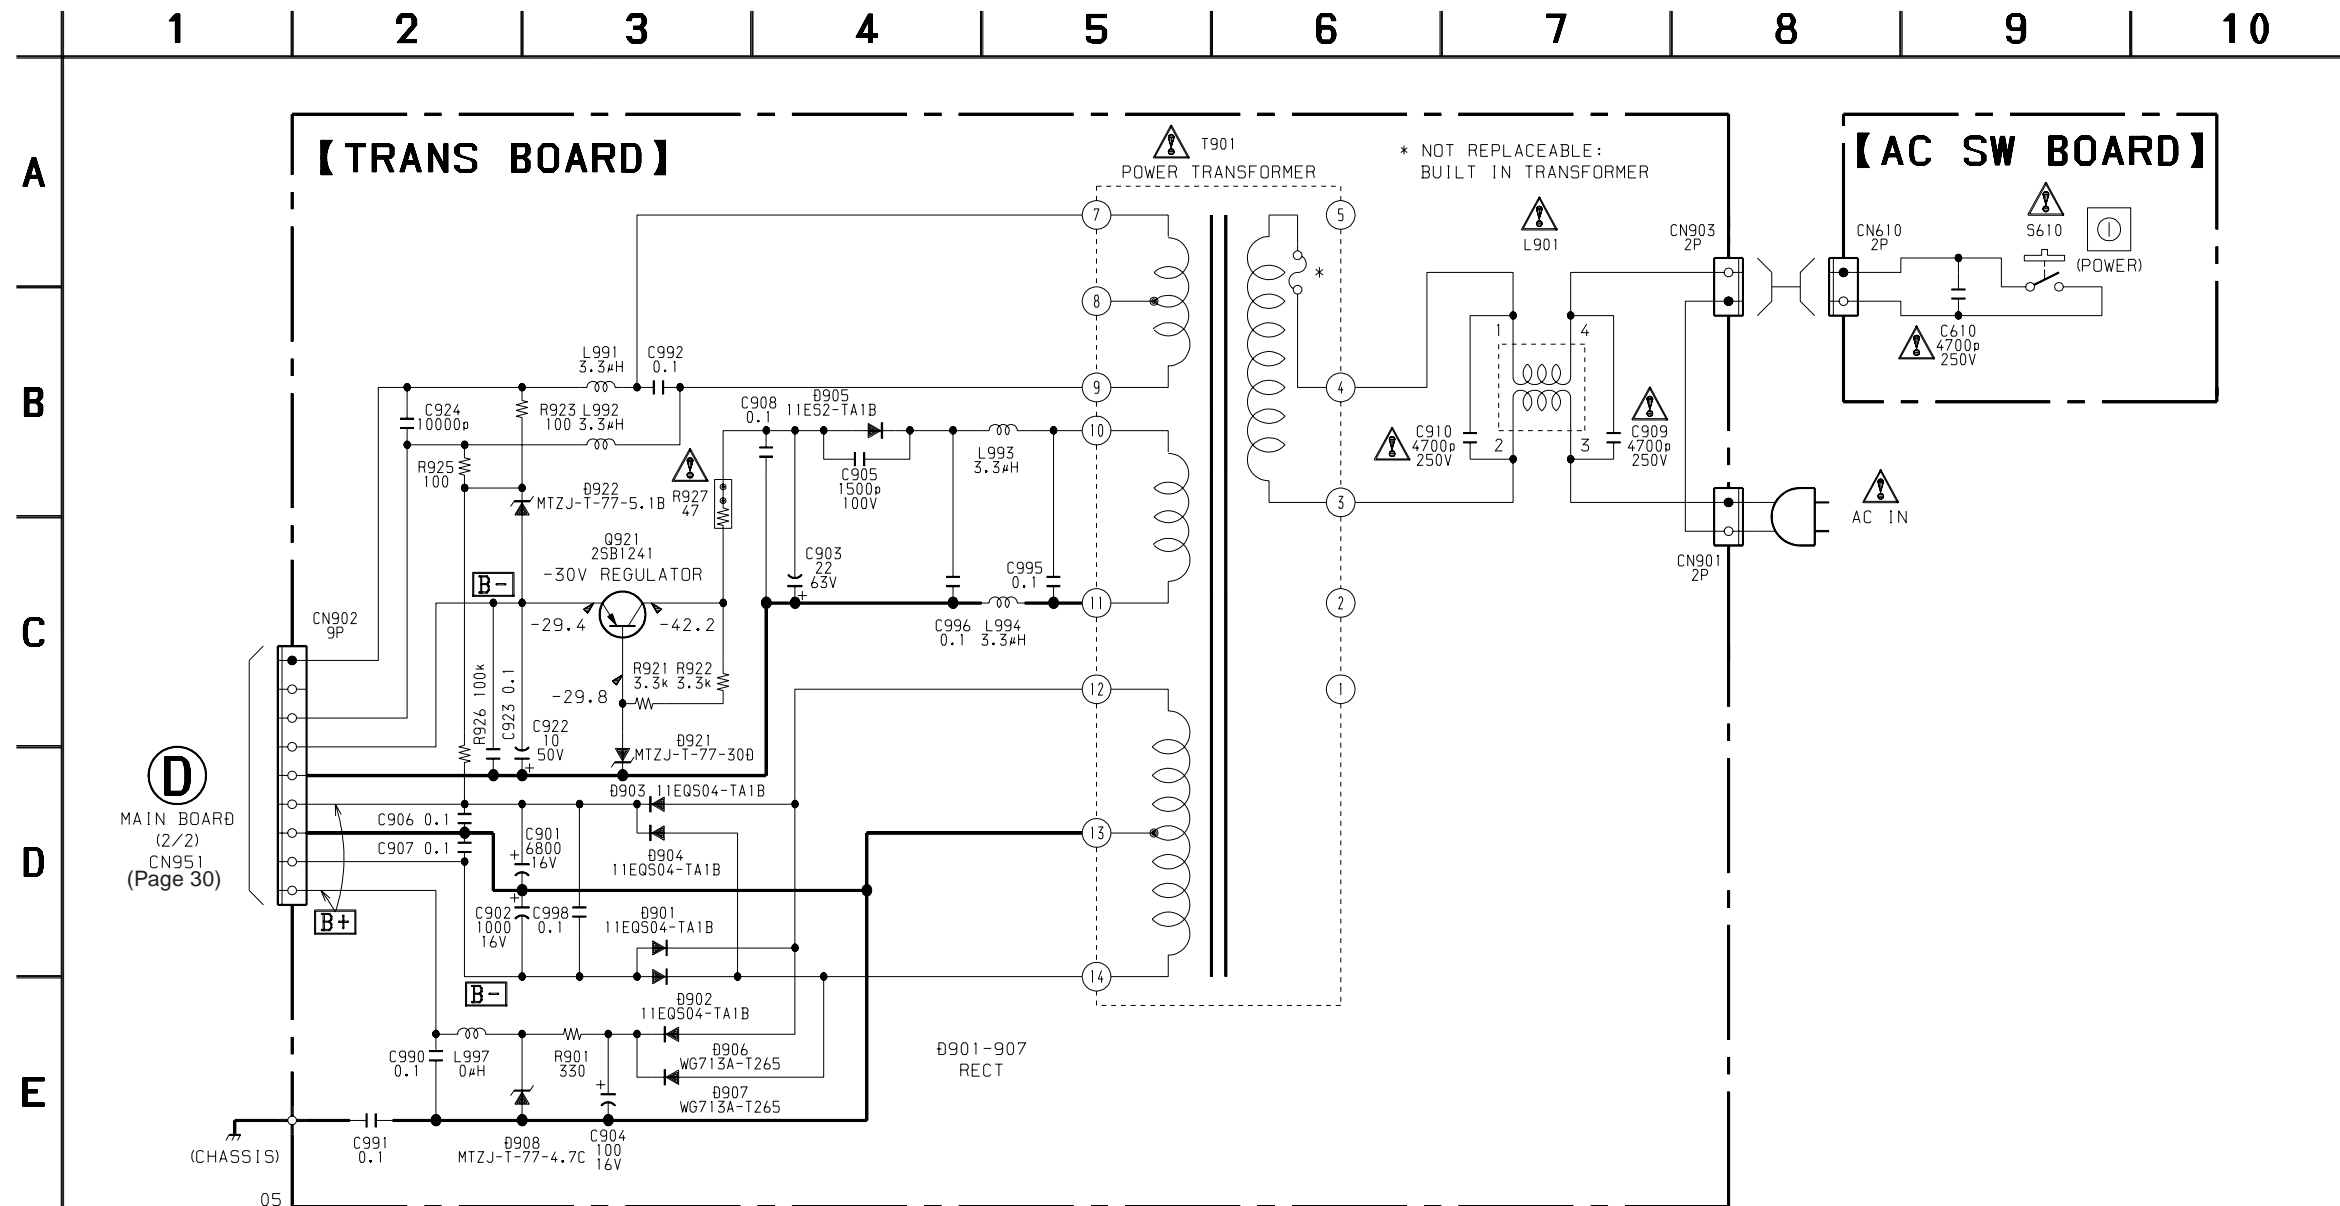 1 2 3 4 5 6 7 8 9 10
A
B
C
D
E
【TRANS BOARD】
T901
POWER TRANSFORMER
* NOT REPLACEABLE:
BUILT IN TRANSFORMER
【AC SW BOARD】
L901
CN903
2P
CN610
2P
S610
(POWER)
C610
4700p
250V
7
8
9
10
11
12
13
14
5
*
4
3
2
1
1
4
2
3
C910
4700p
250V
C909
4700p
250V
AC IN
CN901
2P
L991
3.3µH
C992
0.1
C924
10000p
R923
100
L992
3.3µH
R925
100
D922
MTZJ-T-77-5.1B
R927
47
C908
0.1
D905
11ES2-TA1B
C905
1500p
100V
L993
3.3µH
Q921
2SB1241
-30V REGULATOR
B-
-29.4
-42.2
-29.8
C903
22
63V
+
C995
0.1
C996
0.1
L994
3.3µH
CN902
9P
R921
3.3k
R922
3.3k
R926 100k
C923 0.1
C922
10
50V
+
D921
MTZJ-T-77-30D
D
MAIN BOARD
(2/2)
CN951
(Page 30)
D903 11EQS04-TA1B
C906 0.1
C907 0.1
C901
6800
16V
+
D904
11EQS04-TA1B
B+
C902
1000
16V
+
C998
0.1
D901
11EQS04-TA1B
B-
D902
11EQS04-TA1B
C990
0.1
L997
0µH
R901
330
D906
WG713A-T265
D901-907
RECT
D907
WG713A-T265
+
C904
100
16V
D908
MTZJ-T-77-4.7C
C991
0.1
(CHASSIS)
05